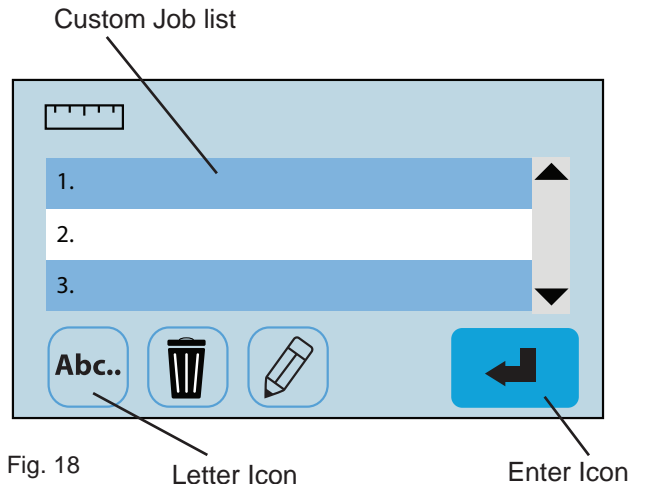 Custom Job list
1.
2.
3.
Abc..
Fig. 18
Letter Icon
Enter Icon